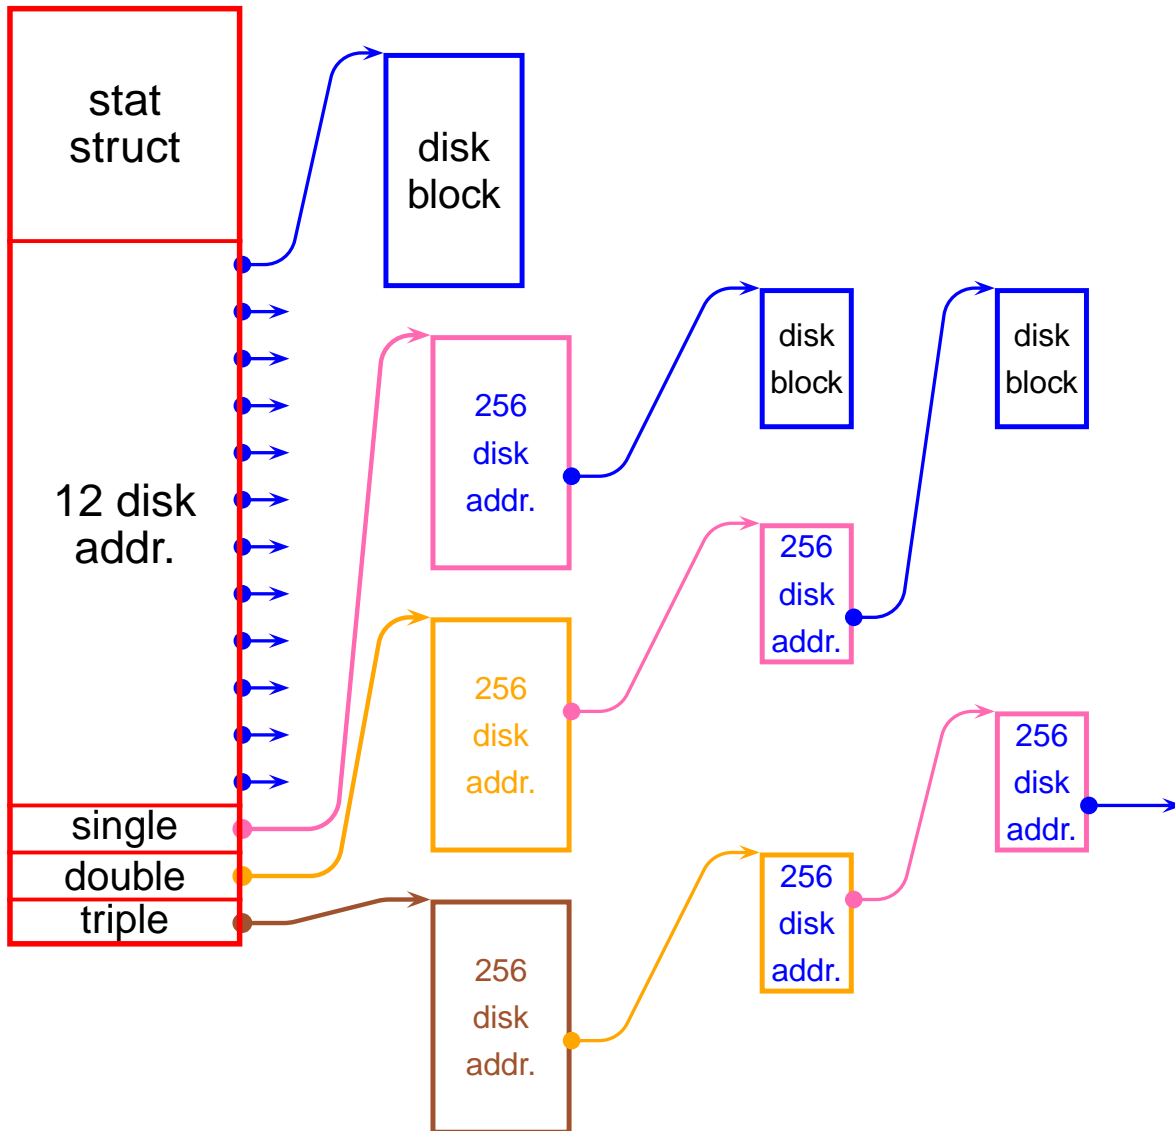 stat
struct
12 disk
addr.
single
double
triple
disk
block
256
disk
addr.
256
disk
addr.
256
disk
addr.
disk
block
256
disk
addr.
256
disk
addr.
disk
block
256
disk
addr.